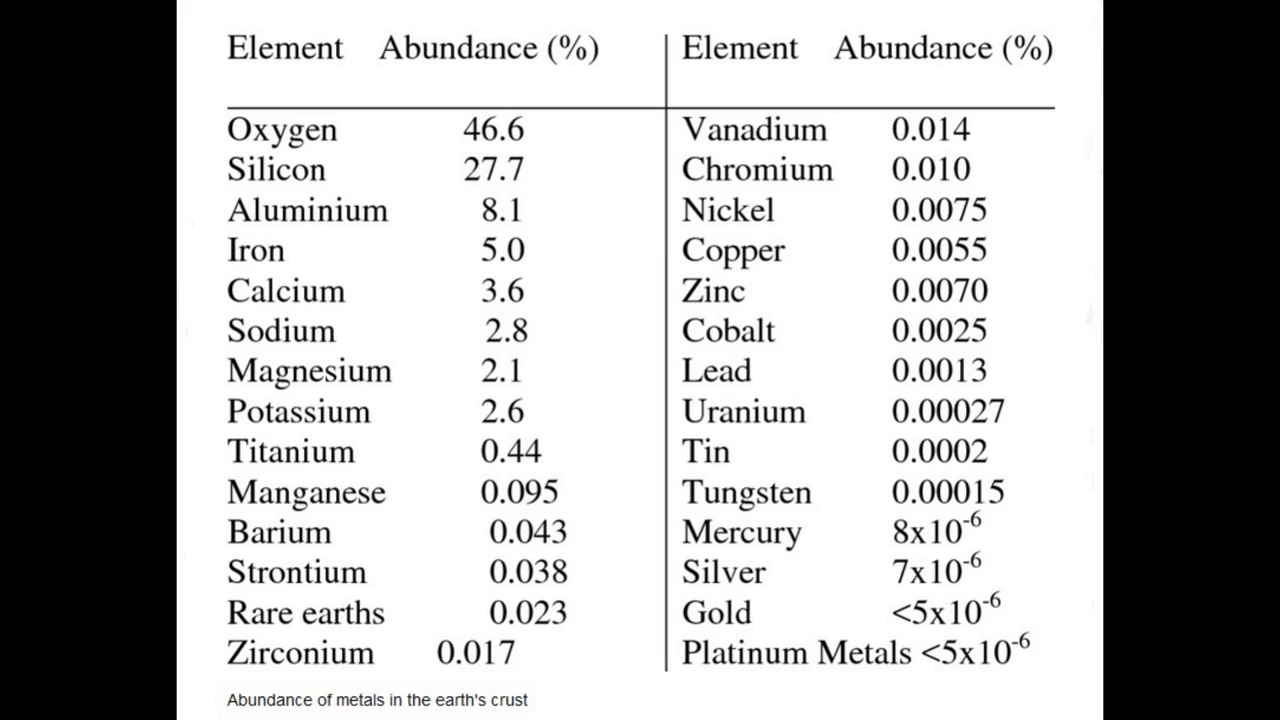 Element Abundance (%) Element Abundance (%)
Oxygen 46.6 Vanadium 0.014
Silicon 27.7 Chromium 0.010
Aluminium 8.1 Nickel 0.0075
Iron 5.0 Copper 0.0055
Calcium 3.6 Zinc 0.0070
Sodium 2.8 Cobalt 0.0025
Magnesium 2.1 Lead 0.0013
Potassium 2.6 Uranium 0.00027
Titanium 0.44 Tin 0.0002
Manganese 0.095 Tungsten 0.00015
Barium 0.043 Mercury 8x10⁻⁶
Strontium 0.038 Silver 7x10⁻⁶
Rare earths 0.023 Gold <5x10⁻⁶
Zirconium 0.017 Platinum Metals <5x10⁻⁶
Abundance of metals in the earth's crust